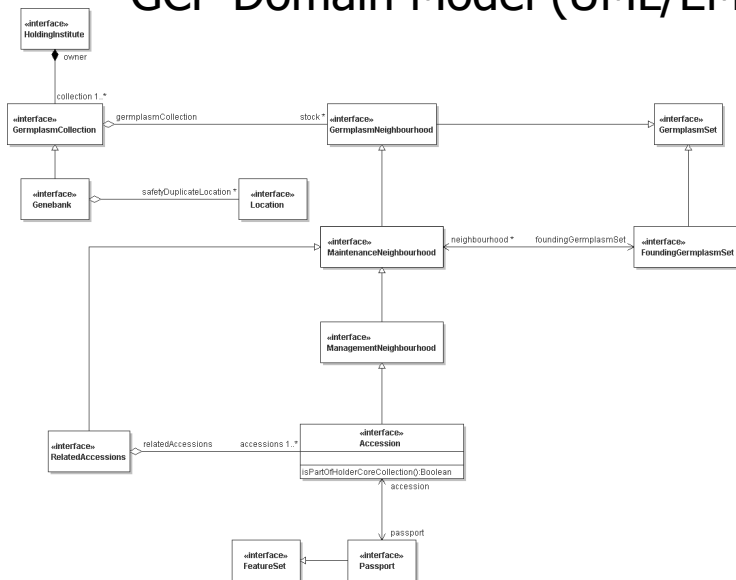 GCP Domain Model (UML/EM
«interface»
HoldingInstitute
owner
collection 1..*
«interface»
GermplasmCollection
germplasmCollection
stock *
«interface»
GermplasmNeighbourhood
«interface»
GermplasmSet
«interface»
Genebank
safetyDuplicateLocation *
«interface»
Location
«interface»
MaintenanceNeighbourhood
neighbourhood *
foundingGermplasmSet
«interface»
FoundingGermplasmSet
«interface»
ManagementNeighbourhood
«interface»
RelatedAccessions
relatedAccessions
accessions 1..*
«interface»
Accession
isPartOfHolderCoreCollection():Boolean
accession
passport
«interface»
FeatureSet
«interface»
Passport